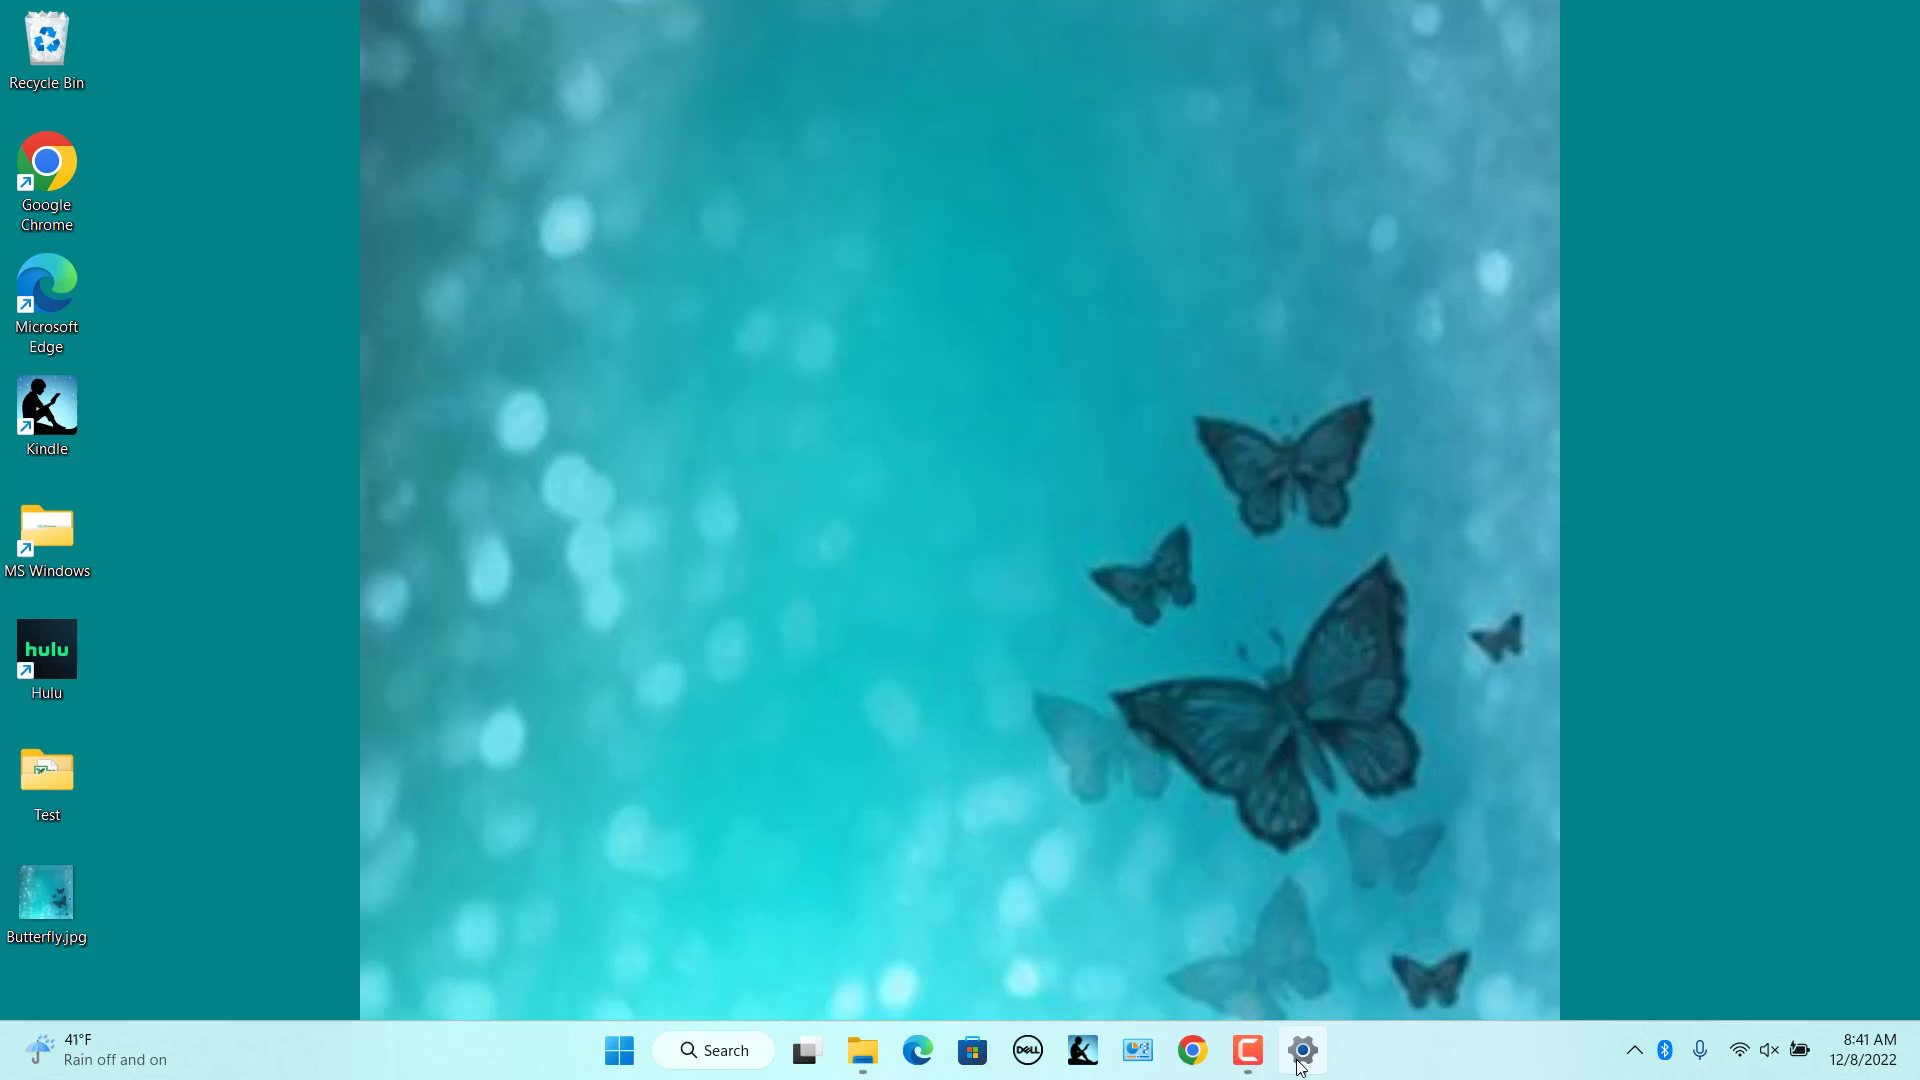 Recycle Bin
Google
Chrome
Microsoft
Edge
Kindle
MS Windows
hulu
Hulu
Test
Butterfly.jpg
41°F
Rain off and on
Search
DELL
8:41 AM
12/8/2022